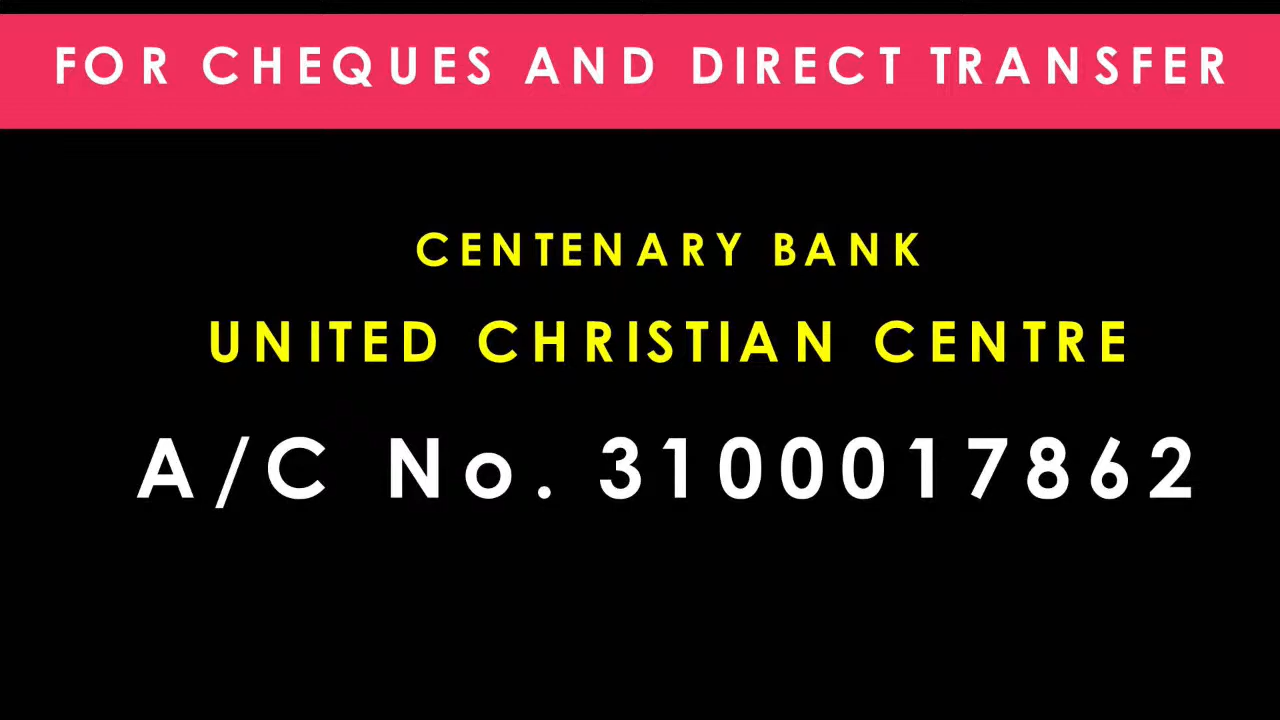 FOR CHEQUES AND DIRECT TRANSFER
CENTENARY BANK
UNITED CHRISTIAN CENTRE
A/C No. 3100017862